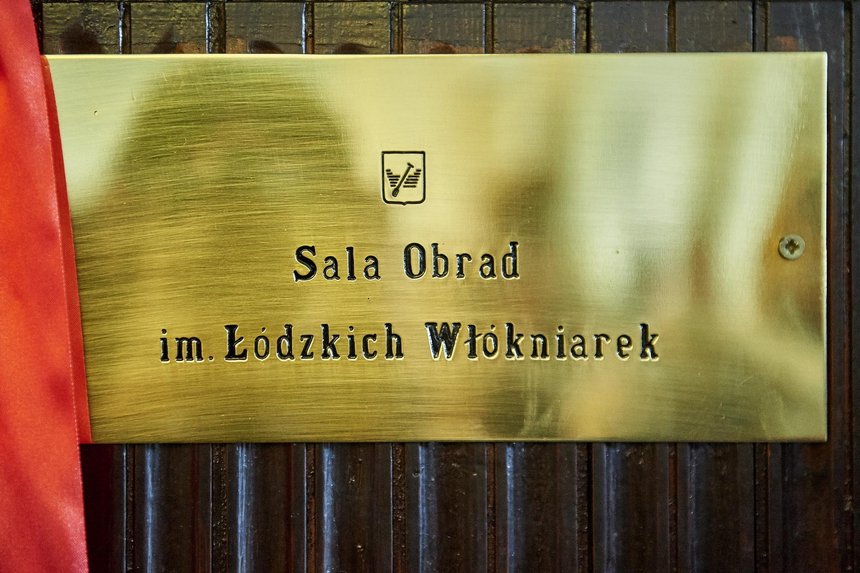 Sala Obrad
im. Łódzkich Włókniarek